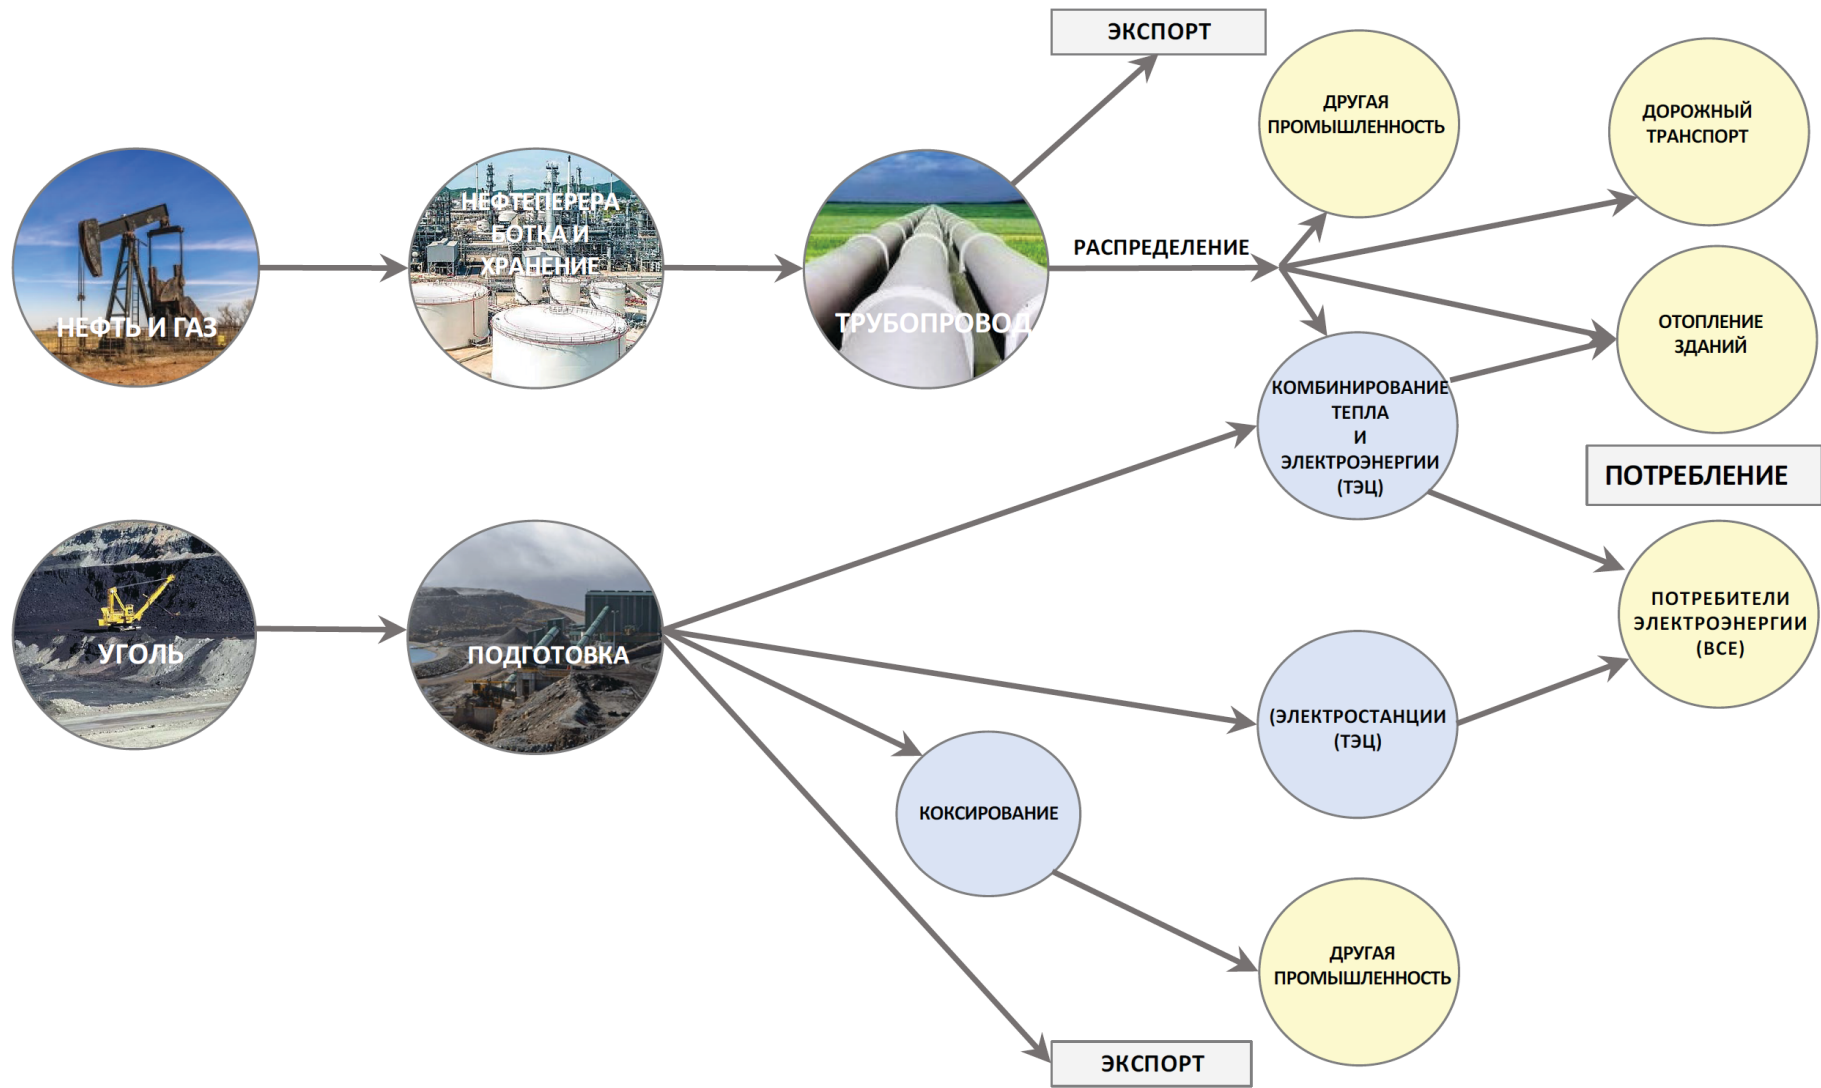 ЭКСПОРТ
ДРУГАЯ
ПРОМЫШЛЕННОСТЬ
ДОРОЖНЫЙ
ТРАНСПОРТ
НЕФТЬ И ГАЗ
НЕФТЕПЕРЕРА
БОТКА И
ХРАНЕНИЕ
ТРУБОПРОВОД
РАСПРЕДЕЛЕНИЕ
ОТОПЛЕНИЕ
ЗДАНИЙ
КОМБИНИРОВАНИЕ
ТЕПЛА
И
ЭЛЕКТРОЭНЕРГИИ
(ТЭЦ)
ПОТРЕБЛЕНИЕ
УГОЛЬ
ПОДГОТОВКА
ПОТРЕБИТЕЛИ
ЭЛЕКТРОЭНЕРГИИ
(ВСЕ)
(ЭЛЕКТРОСТАНЦИИ
(ТЭЦ)
КОКСИРОВАНИЕ
ДРУГАЯ
ПРОМЫШЛЕННОСТЬ
ЭКСПОРТ